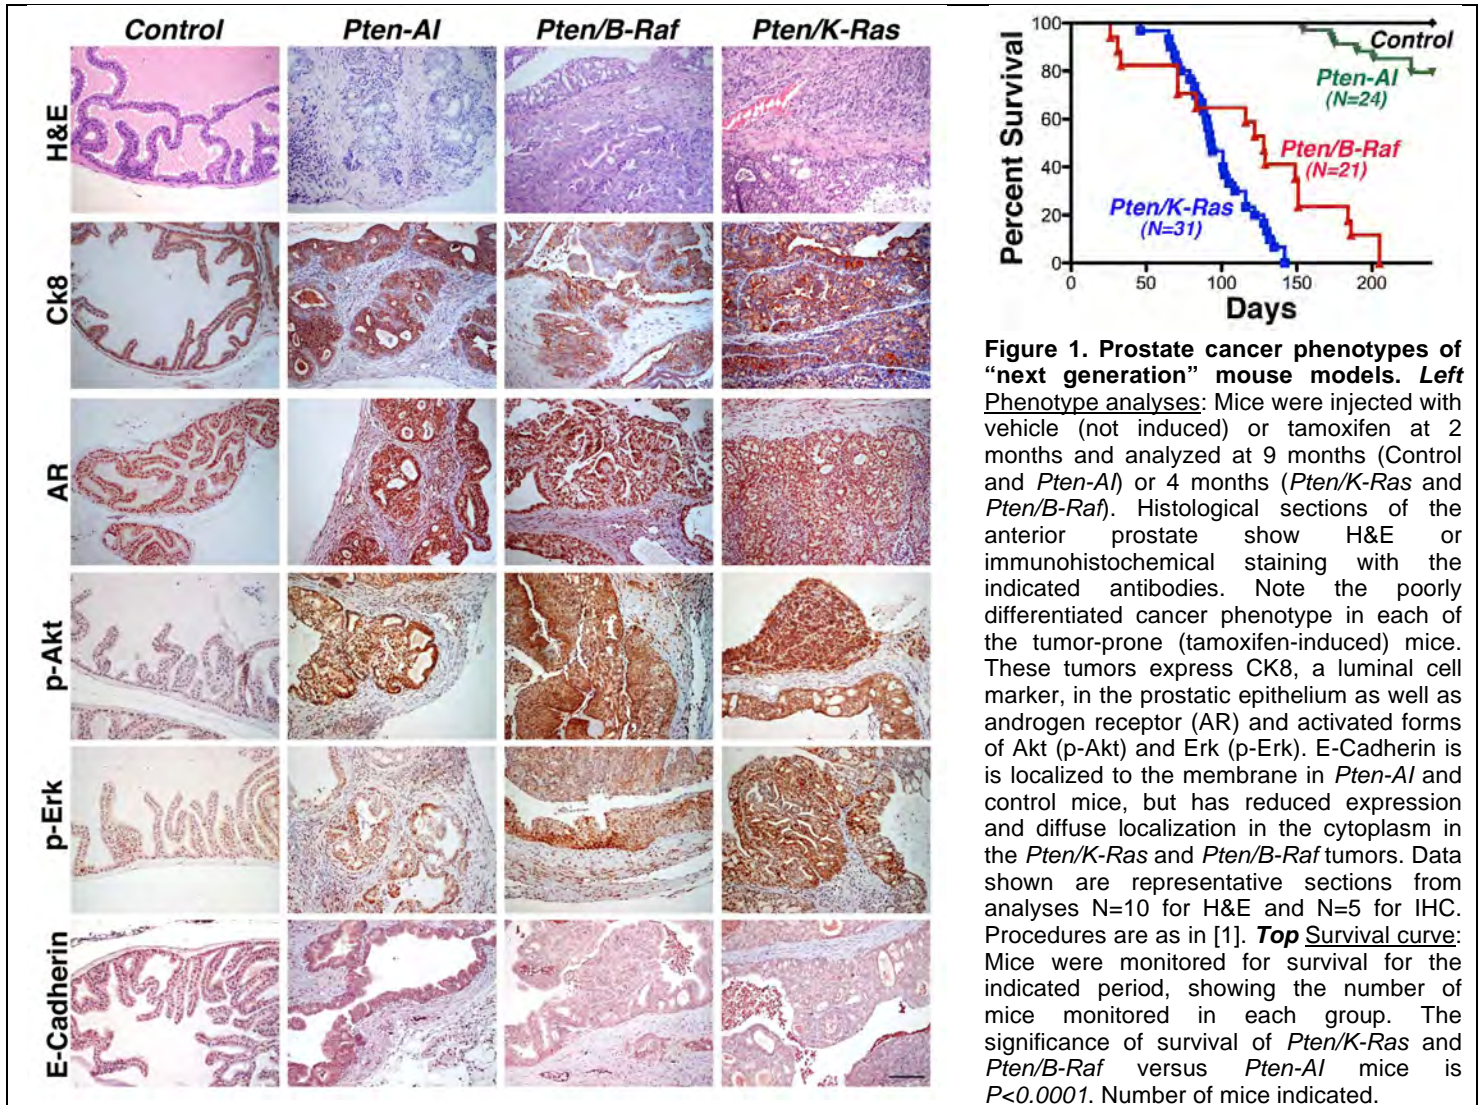 Control Pten-AI Pten/B-Raf Pten/K-Ras
H&E
Ck8
AR
p-Akt
p-Erk
E-Cadherin
Percent Survival
100
80
60
40
20
0
0 50 100 150 200
Days
Control
Pten-AI
(N=24)
Pten/B-Raf
(N=21)
Pten/K-Ras
(N=31)
Figure 1. Prostate cancer phenotypes of
“next generation” mouse models. Left
Phenotype analyses: Mice were injected with
vehicle (not induced) or tamoxifen at 2
months and analyzed at 9 months (Control
and Pten-AI) or 4 months (Pten/K-Ras and
Pten/B-Raf). Histological sections of the
anterior prostate show H&E or
immunohistochemical staining with the
indicated antibodies. Note the poorly
differentiated cancer phenotype in each of
the tumor-prone (tamoxifen-induced) mice.
These tumors express CK8, a luminal cell
marker, in the prostatic epithelium as well as
androgen receptor (AR) and activated forms
of Akt (p-Akt) and Erk (p-Erk). E-Cadherin is
is localized to the membrane in Pten-AI and
control mice, but has reduced expression
and diffuse localization in the cytoplasm in
the Pten/K-Ras and Pten/B-Raf tumors. Data
shown are representative sections from
analyses N=10 for H&E and N=5 for IHC.
Procedures are as in [1]. Top Survival curve:
Mice were monitored for survival for the
indicated period, showing the number of
mice monitored in each group. The
significance of survival of Pten/K-Ras and
Pten/B-Raf versus Pten-AI mice is
P<0.0001. Number of mice indicated.